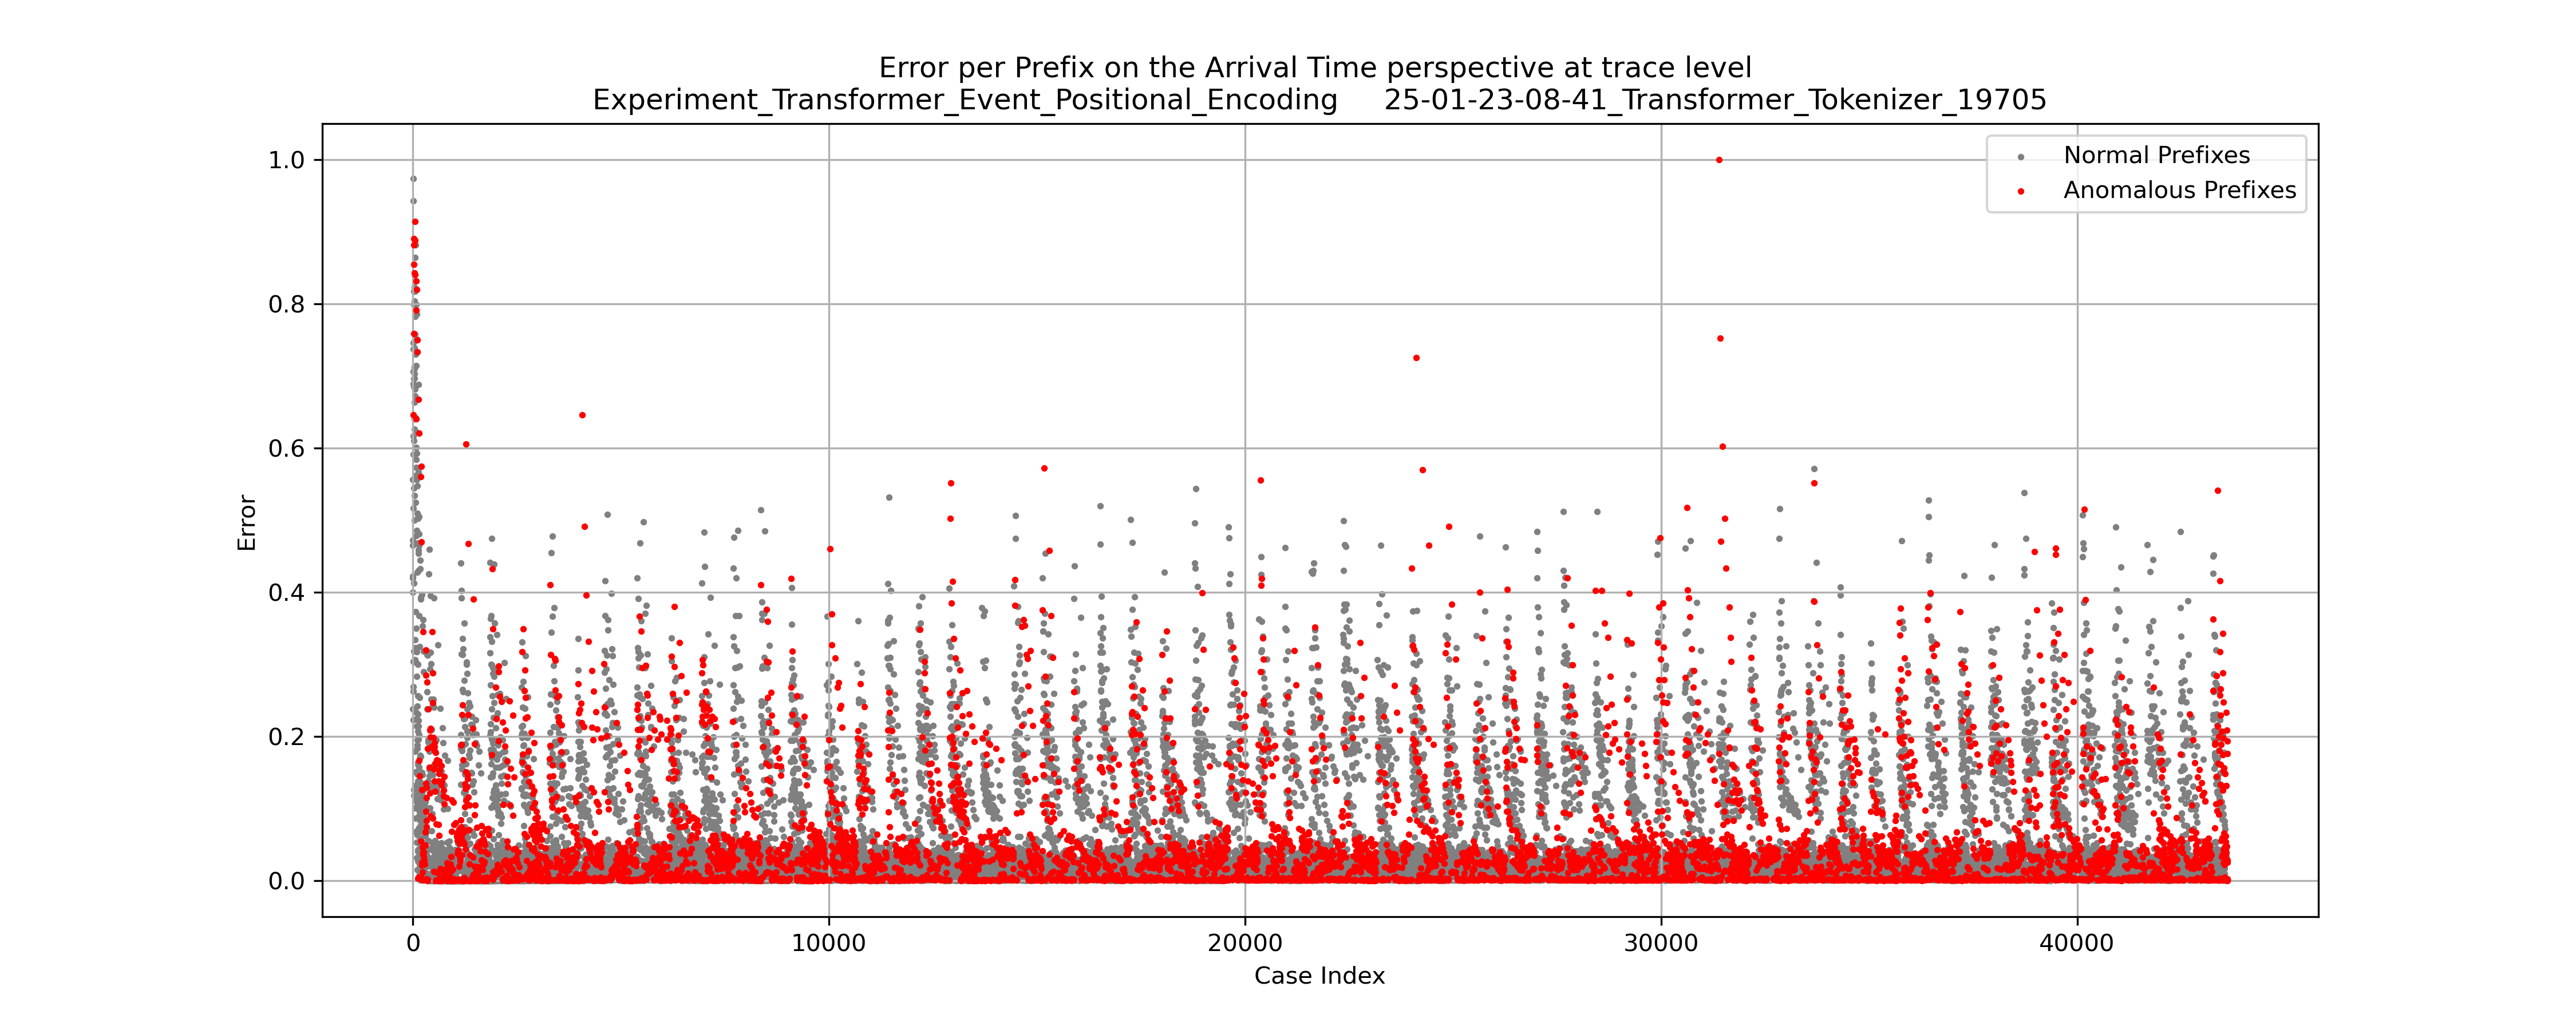 Error per Prefix on the Arrival Time perspective at trace level
Experiment_Transformer_Event_Positional_Encoding     25-01-23-08-41_Transformer_Tokenizer_19705
Normal Prefixes
Anomalous Prefixes
1.0
0.8
0.6
0.4
0.2
0.0
Error
0
10000
20000
30000
40000
Case Index